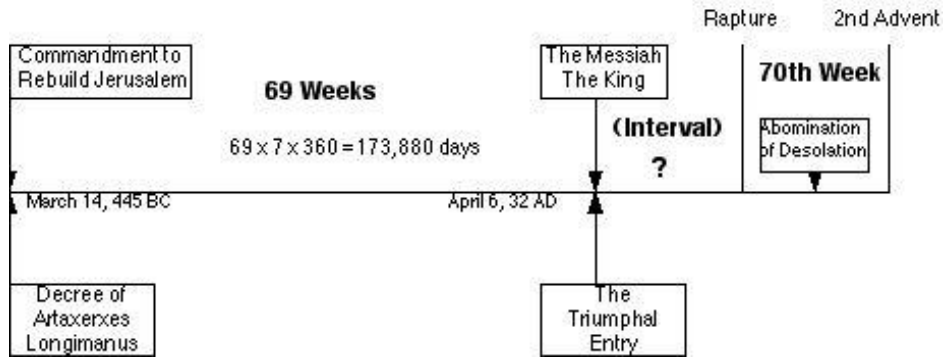 Rapture
2nd Advent
Commandment to
Rebuild Jerusalem
69 Weeks
69 x 7 x 360 = 173,880 days
The Messiah
The King
(Interval)
?
70th Week
Abomination
of Desolation
March 14, 445 BC
April 6, 32 AD
Decree of
Artaxerxes
Longimanus
The
Triumphal
Entry